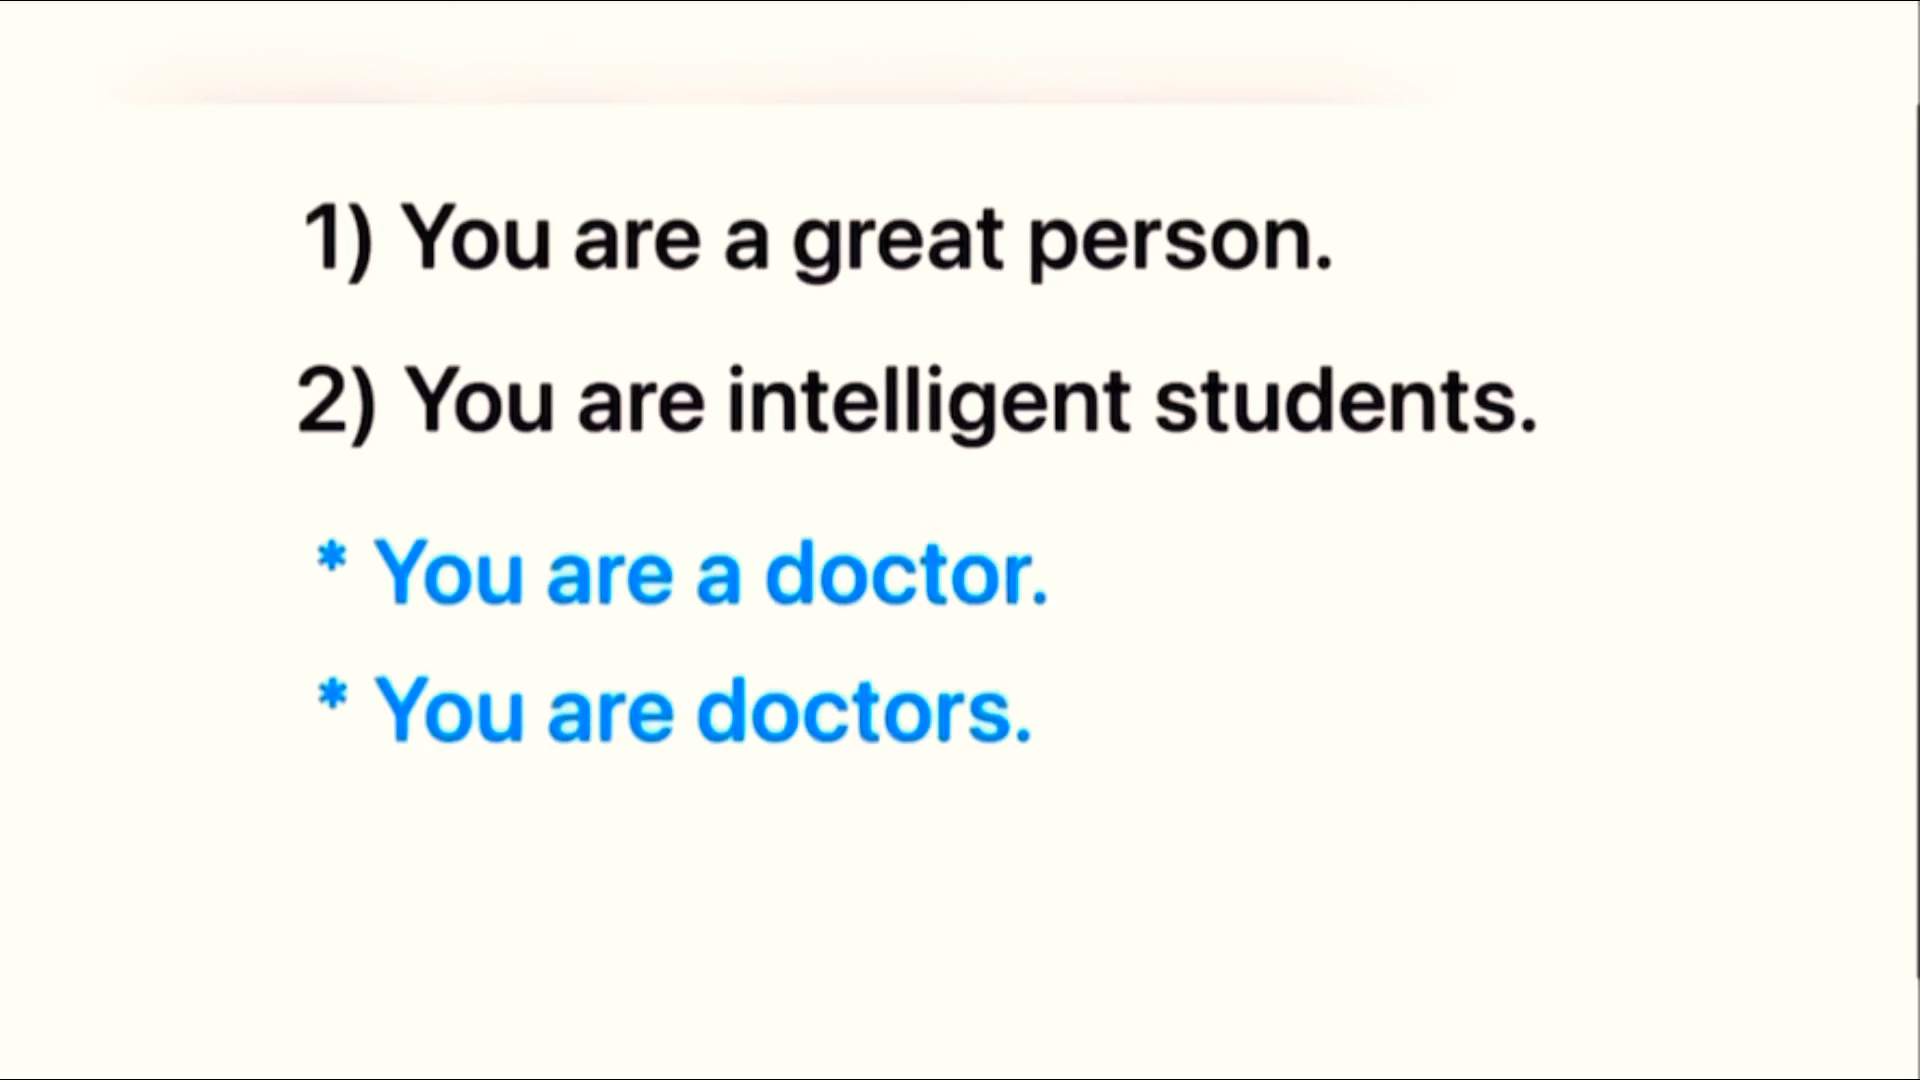 1) You are a great person.
2) You are intelligent students.
* You are a doctor.
* You are doctors.